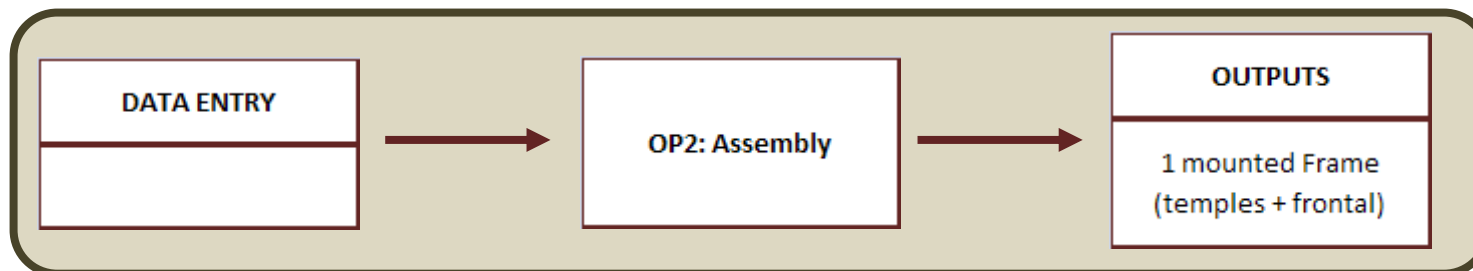 DATA ENTRY
OP2: Assembly
OUTPUTS
1 mounted Frame
(temples + frontal)